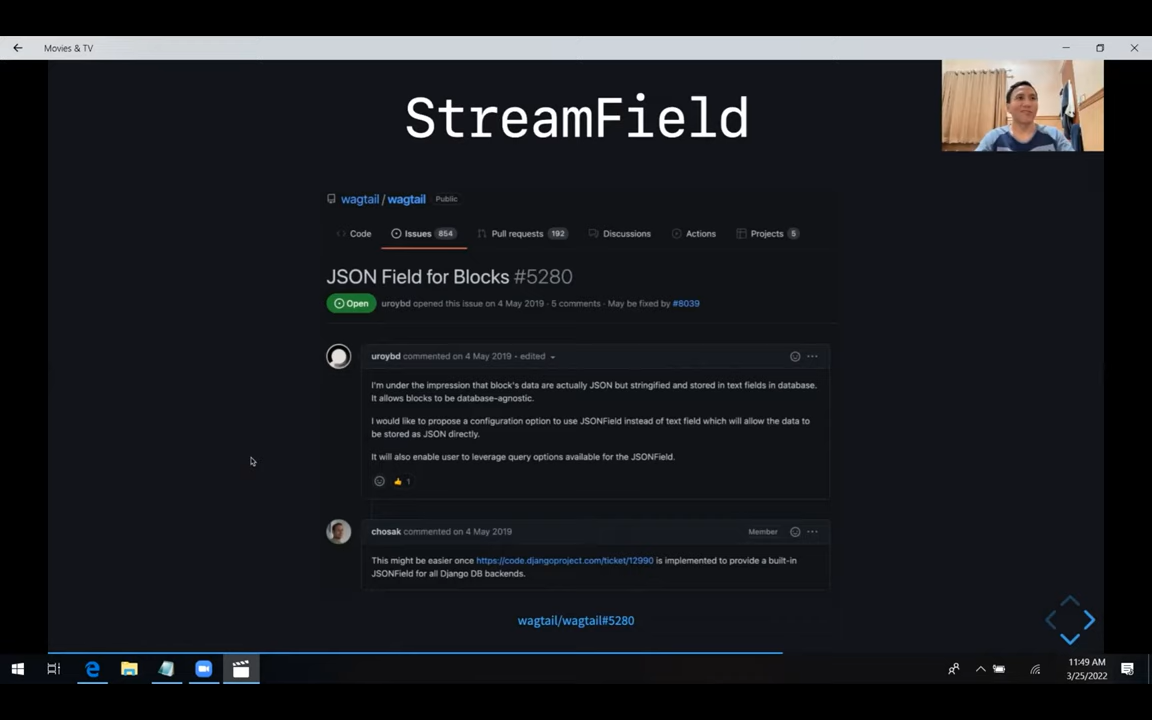 Movies & TV
StreamField
wagtail / wagtail Public
Code Issues 854 Pull requests 192 Discussions Actions Projects 5
JSON Field for Blocks #5280
Open uroybd opened this issue on 4 May 2019 · 5 comments · May be fixed by #8039
uroybd commented on 4 May 2019 • edited
I'm under the impression that block's data are actually JSON but stringified and stored in text fields in database.
It allows blocks to be database-agnostic.
I would like to propose a configuration option to use JSONField instead of text field which will allow the data to
be stored as JSON directly.
It will also enable user to leverage query options available for the JSONField.
1
chosak commented on 4 May 2019 Member
This might be easier once https://code.djangoproject.com/ticket/12990 is implemented to provide a built-in
JSONField for all Django DB backends.
wagtail/wagtail#5280
11:49 AM
3/25/2022